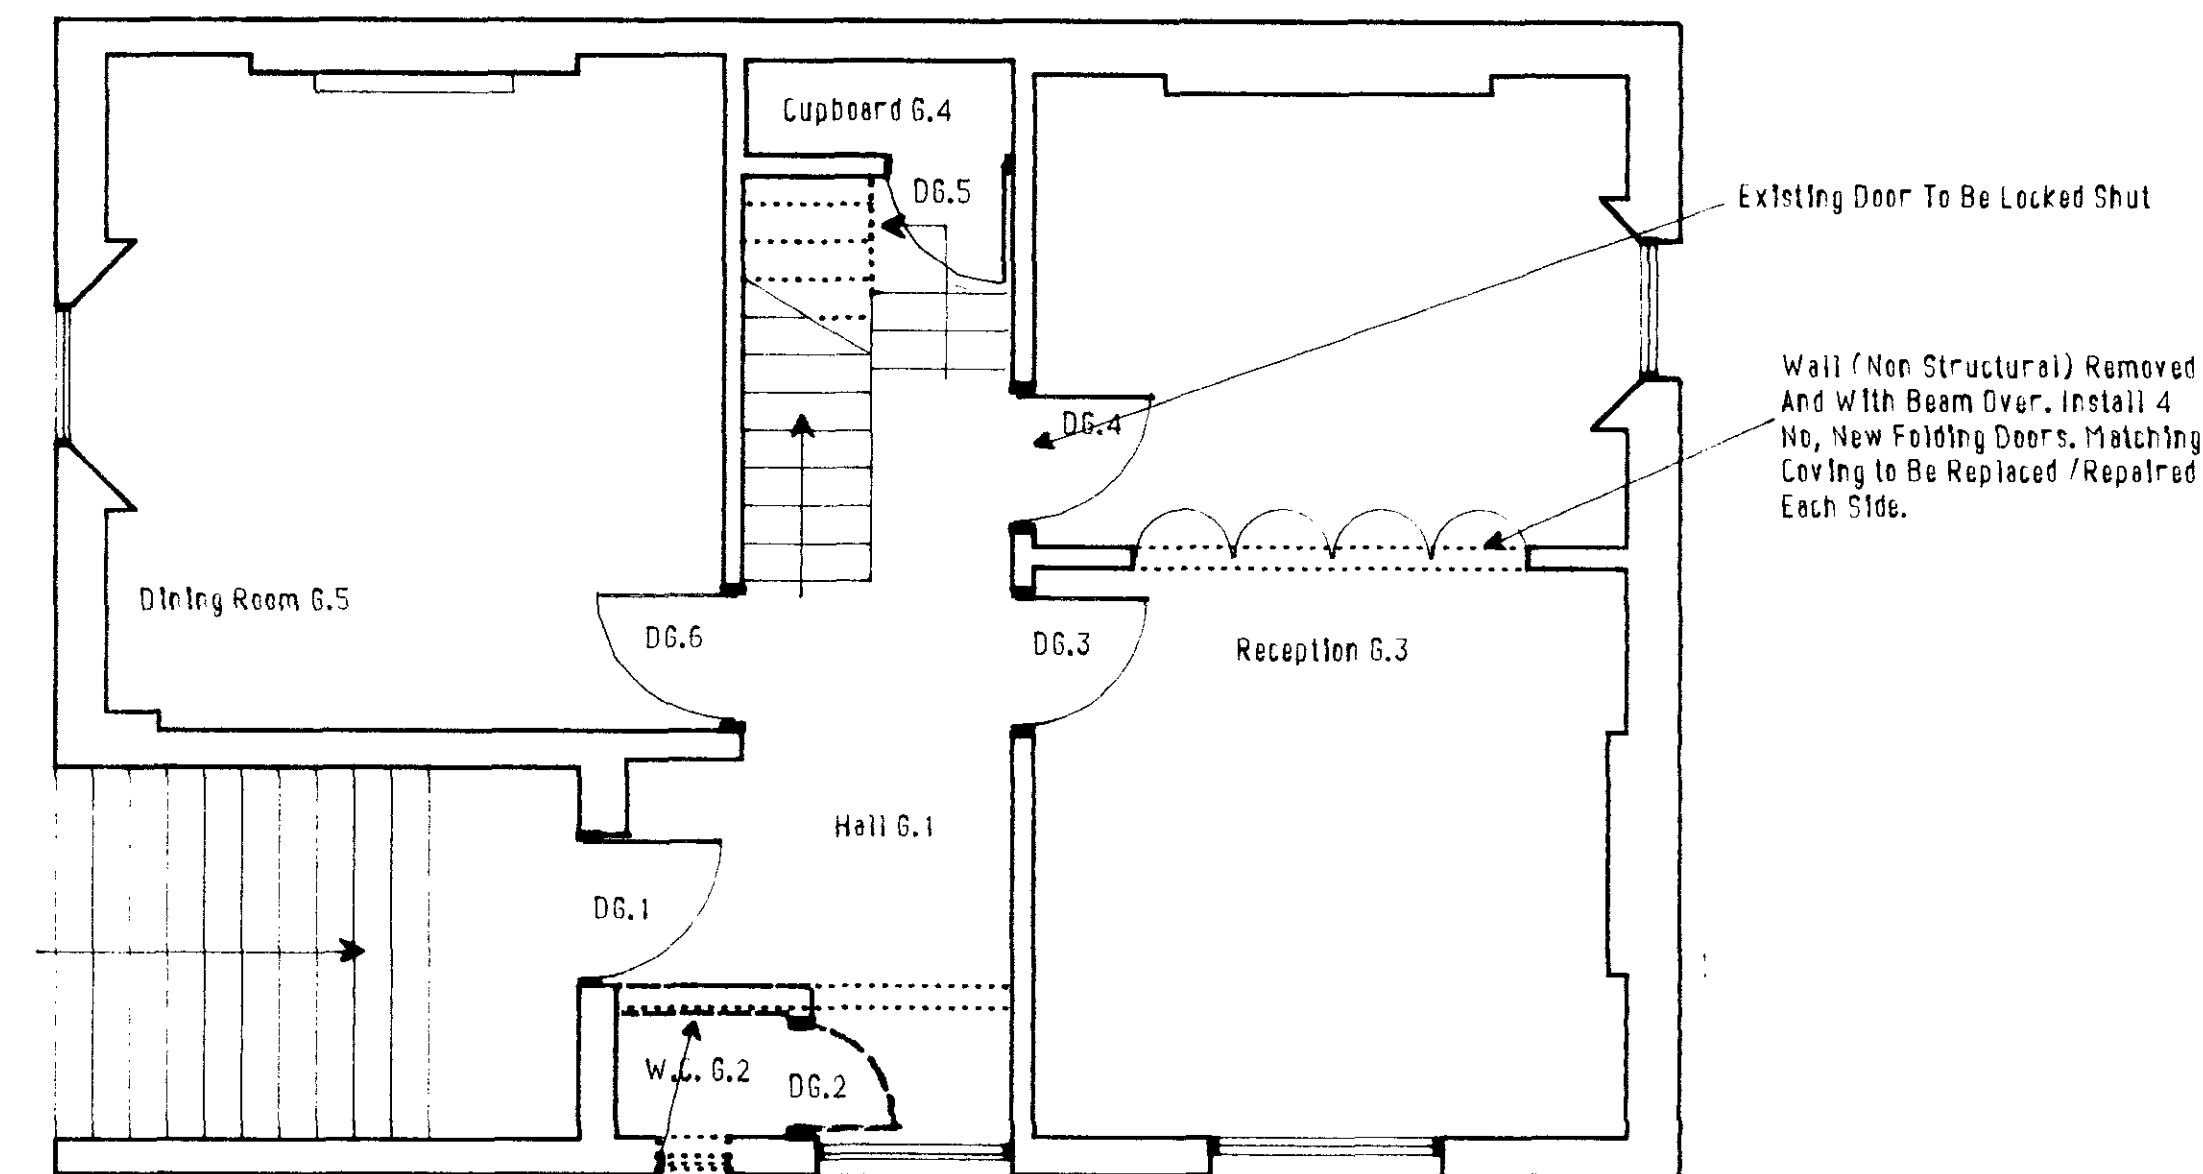 Cupboard G.4
DG.5
Existing Door To Be Locked Shut
Wall (Non Structural) Removed
And With Beam Over. Install 4
No, New Folding Doors. Matching
Coving to Be Replaced /Repaired
Each Side.
DG.4
Dining Room G.5
DG.6
DG.3
Reception G.3
Hall G.1
DG.1
W.C. G.2
DG.2